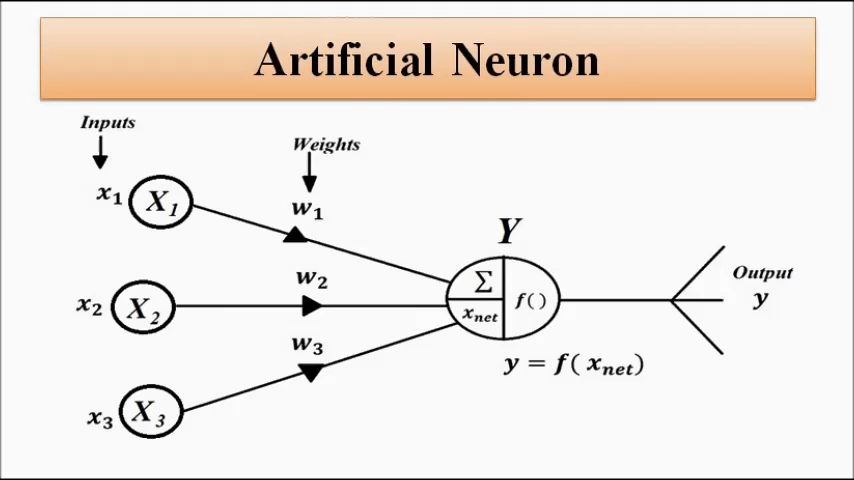 Artificial Neuron
Inputs
Weights
x₁ X₁
w₁
Y
w₂
Σ
f()
Output
x₂ X₂
xₙₑₜ
y
w₃
y = f( xₙₑₜ)
x₃ X₃